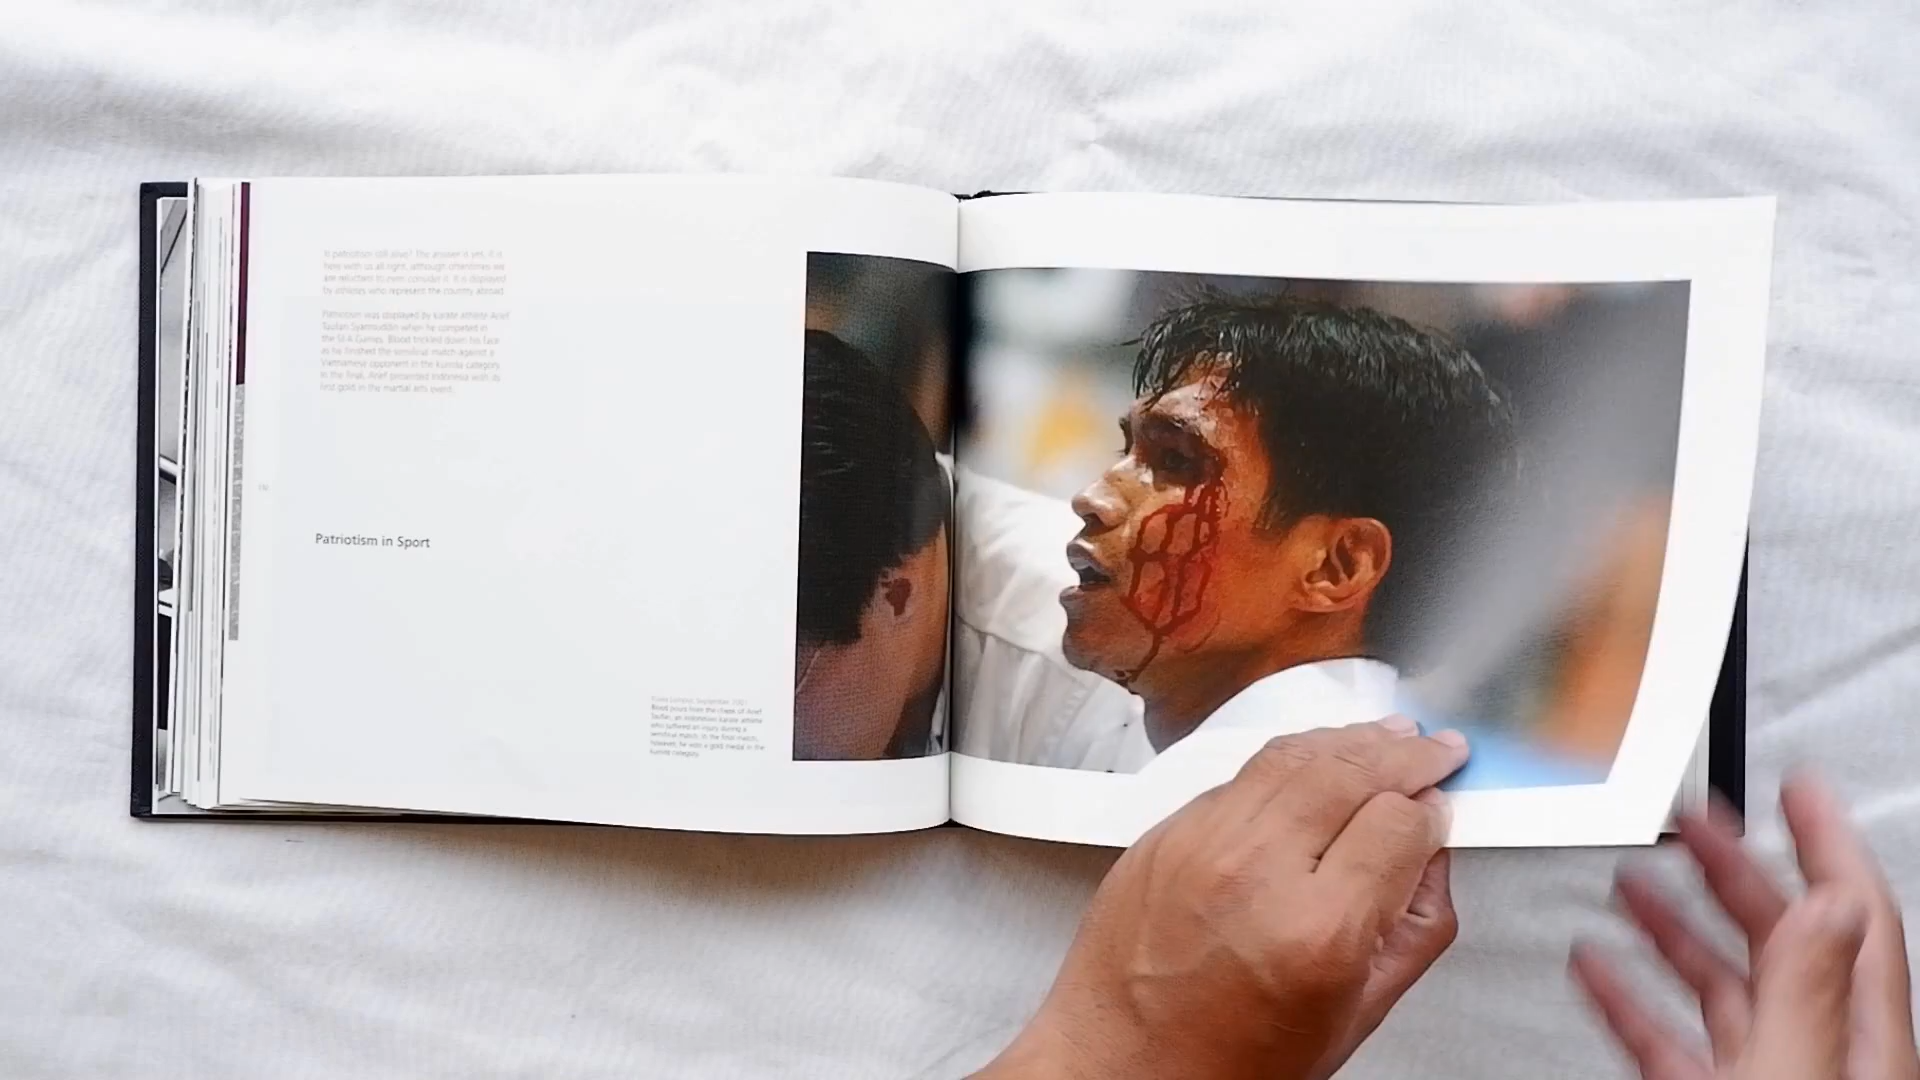 Is patriotism still alive? The answer is yes, it is
here with us all right, although oftentimes we
are reluctant to even consider it. It is displayed
by athletes who represent the country abroad.
Patriotism was displayed by karate athlete Arief
Taufan Syamsuddin when he competed in
the SEA Games. Blood trickled down his face
as he finished the semifinal match against a
Vietnamese opponent in the kumite category.
In the final, Arief presented Indonesia with its
first gold in the martial arts event.
Patriotism in Sport
Kuala Lumpur, September 2001
Blood pours from the cheek of Arief
Taufan, an Indonesian karate athlete
who suffered an injury during a
semifinal match. In the final match,
however, he won a gold medal in the
kumite category.